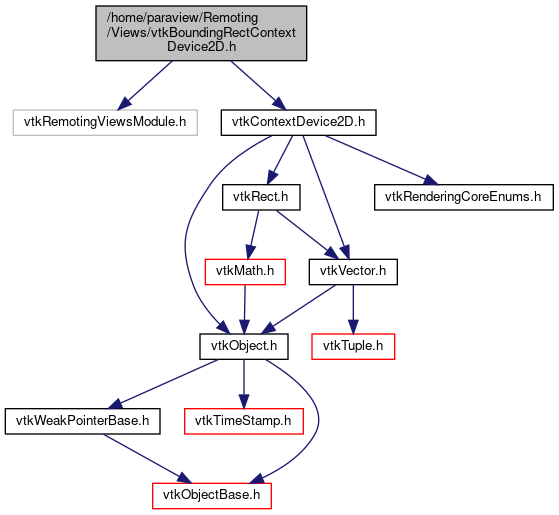 /home/paraview/Remoting
/Views/vtkBoundingRectContext
Device2D.h
vtkRemotingViewsModule.h
vtkContextDevice2D.h
vtkRect.h
vtkRenderingCoreEnums.h
vtkMath.h
vtkVector.h
vtkObject.h
vtkTuple.h
vtkWeakPointerBase.h
vtkTimeStamp.h
vtkObjectBase.h